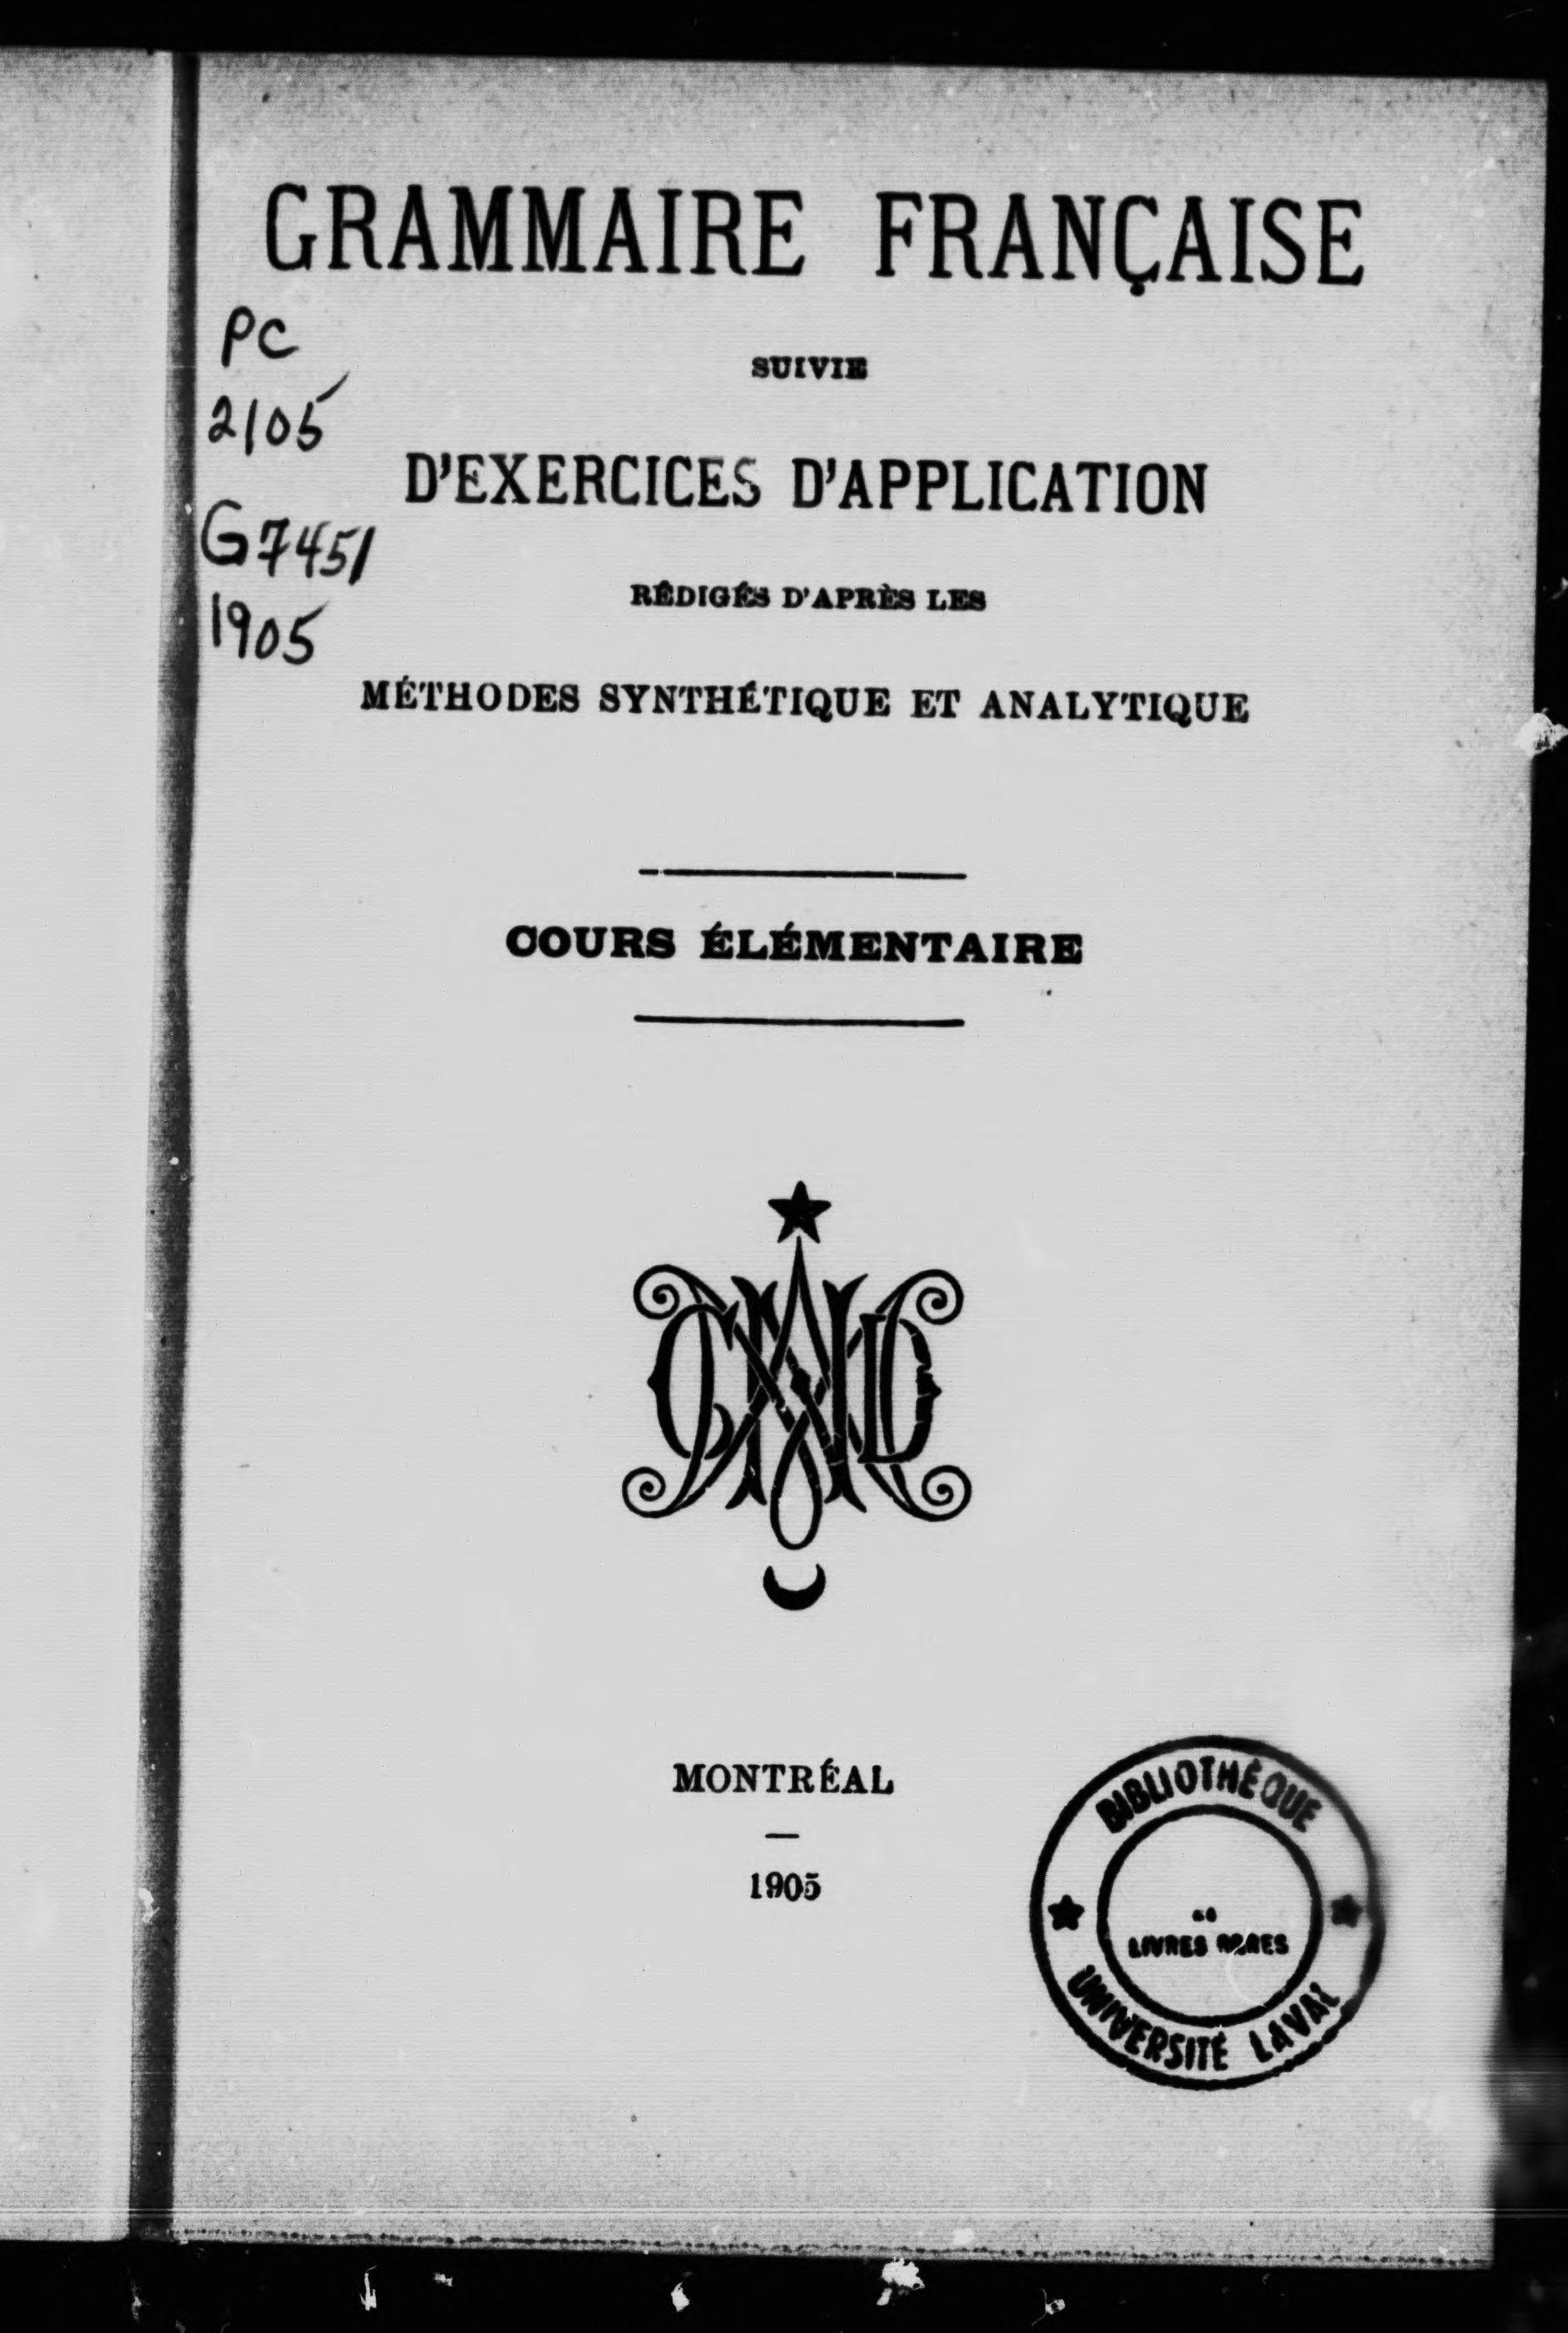 GRAMMAIRE FRANÇAISE
PC
2105
G7451
1905
SUIVIE
D'EXERCICES D'APPLICATION
RÉDIGÉS D'APRÈS LES
MÉTHODES SYNTHÉTIQUE ET ANALYTIQUE
COURS ÉLÉMENTAIRE
MONTRÉAL
1905
BIBLIOTHÈQUE
LIVRES
UNIVERSITÉ LAVAL